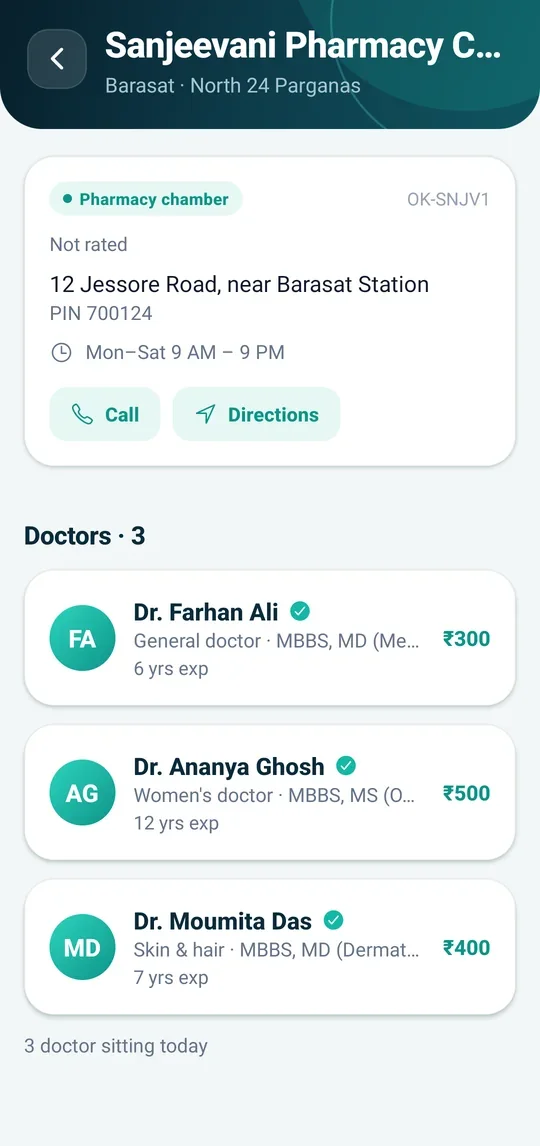 Sanjeevani Pharmacy C...
Barasat · North 24 Parganas
Pharmacy chamber
OK-SNJV1
Not rated
12 Jessore Road, near Barasat Station
PIN 700124
Mon–Sat 9 AM – 9 PM
Call
Directions
Doctors · 3
FA
Dr. Farhan Ali
General doctor · MBBS, MD (Me...
6 yrs exp
₹300
AG
Dr. Ananya Ghosh
Women's doctor · MBBS, MS (O...
12 yrs exp
₹500
MD
Dr. Moumita Das
Skin & hair · MBBS, MD (Dermat...
7 yrs exp
₹400
3 doctor sitting today